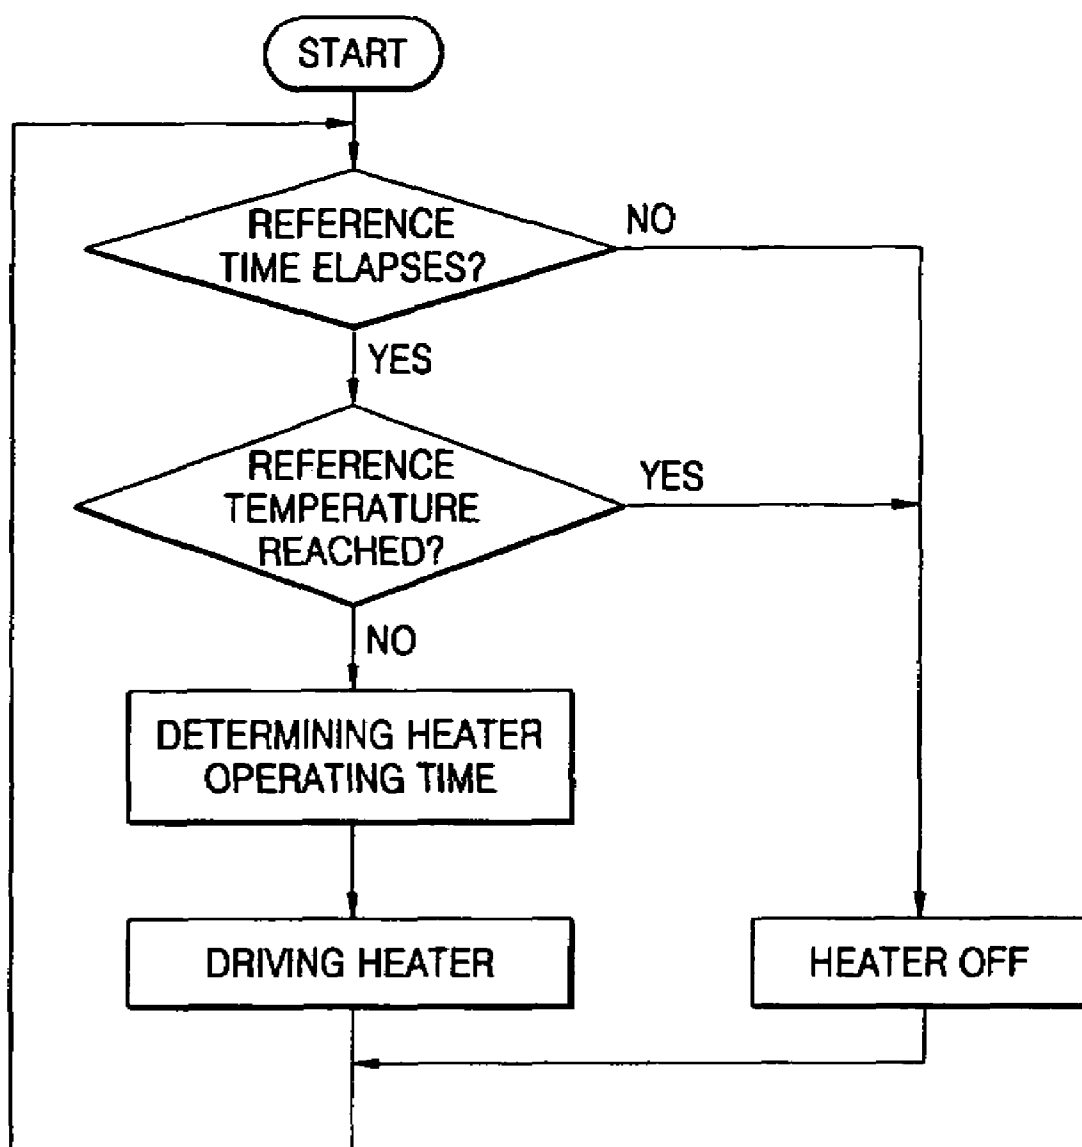 START
REFERENCE
TIME ELAPSES?
NO
YES
REFERENCE
TEMPERATURE
REACHED?
YES
NO
DETERMINING HEATER
OPERATING TIME
DRIVING HEATER
HEATER OFF